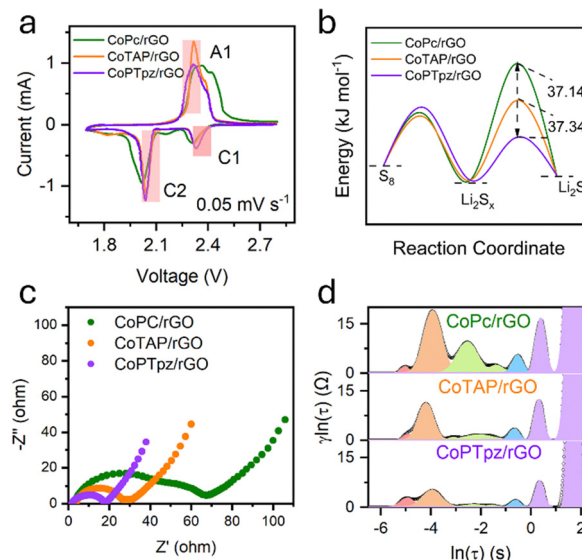 a
CoPc/rGO
CoTAP/rGO
CoPTpz/rGO
A1
C1
C2
0.05 mV s⁻¹
Current (mA)
1
0
-1
1.8
2.1
2.4
2.7
Voltage (V)
b
CoPc/rGO
CoTAP/rGO
CoPTpz/rGO
37.14
37.34
S₈
Li₂Sₓ
Li₂S
Energy (kJ mol⁻¹)
Reaction Coordinate
c
CoPC/rGO
CoTAP/rGO
CoPTpz/rGO
-Z'' (ohm)
100
80
60
40
20
0
0
20
40
60
80
100
Z' (ohm)
d
CoPc/rGO
CoTAP/rGO
CoPTpz/rGO
γln(τ) (Ω)
15
0
15
0
15
0
-6
-4
-2
0
2
ln(τ) (s)